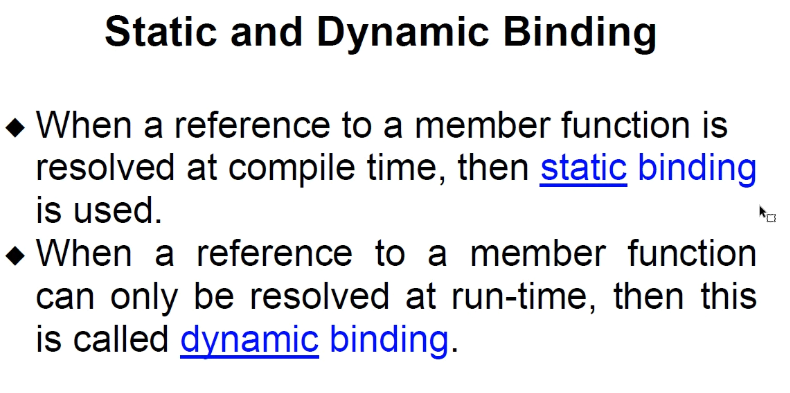 Static and Dynamic Binding
◆ When a reference to a member function is
resolved at compile time, then static binding
is used.
◆ When a reference to a member function
can only be resolved at run-time, then this
is called dynamic binding.